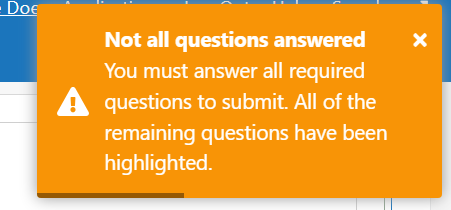 Not all questions answered
You must answer all required
questions to submit. All of the
remaining questions have been
highlighted.